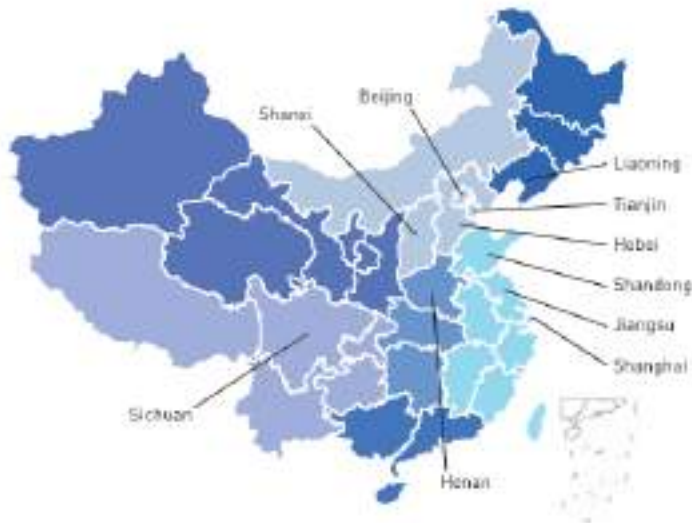 Beijing
Shanxi
Liaoning
Tianjin
Hebei
Shandong
Jiangsu
Shanghai
Sichuan
Henan